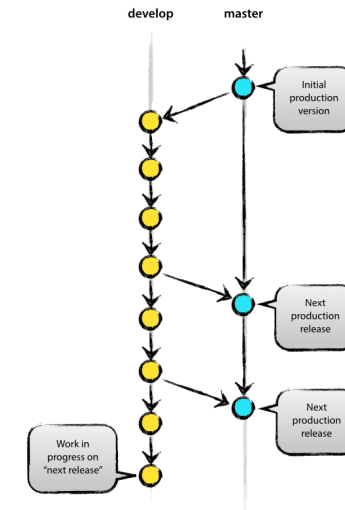 develop
master
Initial
production
version
Next
production
release
Next
production
release
Work in
progress on
“next release”